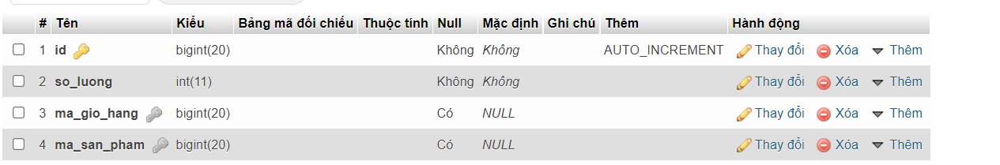 # Tên Kiểu Bảng mã đối chiếu Thuộc tính Null Mặc định Ghi chú Thêm Hành động
1 id bigint(20) Không Không AUTO_INCREMENT Thay đổi Xóa Thêm
2 so_luong int(11) Không Không Thay đổi Xóa Thêm
3 ma_gio_hang bigint(20) Có NULL Thay đổi Xóa Thêm
4 ma_san_pham bigint(20) Có NULL Thay đổi Xóa Thêm